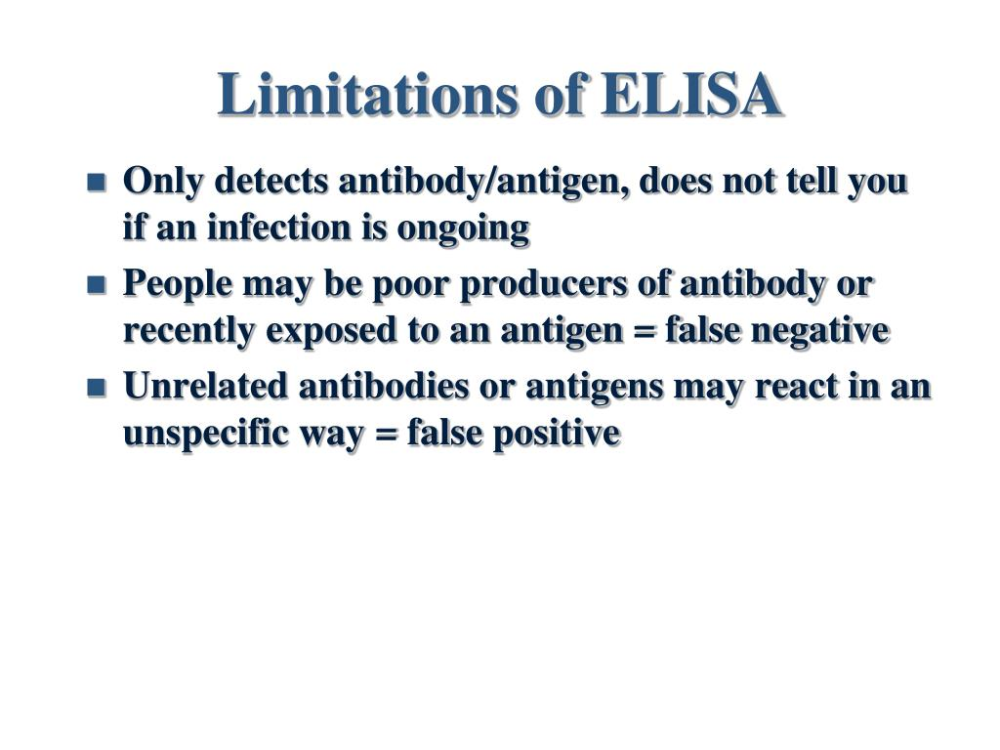 Limitations of ELISA
Only detects antibody/antigen, does not tell you
if an infection is ongoing
People may be poor producers of antibody or
recently exposed to an antigen = false negative
Unrelated antibodies or antigens may react in an
unspecific way = false positive